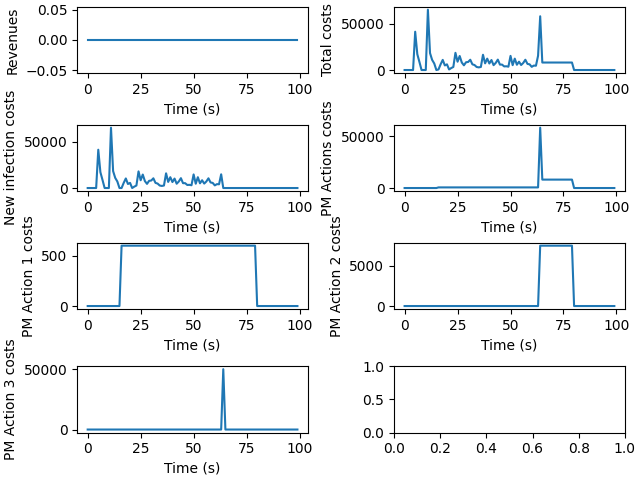 Revenues
0.05
0.00
−0.05
0 25 50 75 100
Time (s)
Total costs
50000
0
0 25 50 75 100
Time (s)
New infection costs
50000
0
0 25 50 75 100
Time (s)
PM Actions costs
50000
0
0 25 50 75 100
Time (s)
PM Action 1 costs
500
0
0 25 50 75 100
Time (s)
PM Action 2 costs
5000
0
0 25 50 75 100
Time (s)
PM Action 3 costs
50000
0
0 25 50 75 100
Time (s)
1.0
0.5
0.0
0.0 0.2 0.4 0.6 0.8 1.0